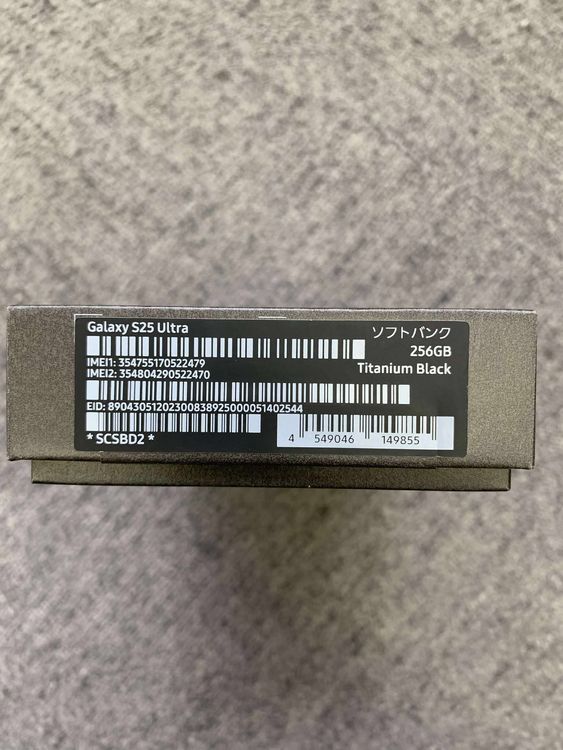 Galaxy S25 Ultra
ソフトバンク
256GB
Titanium Black
IMEI1: 354755170522479
IMEI2: 354804290522470
EID: 89043051202300838925000051402544
* SCSBD2 *
4 549046 149855